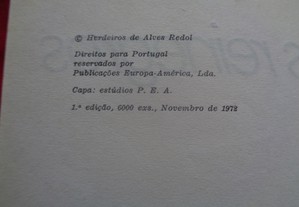 © Herdeiros de Alves Redol
Direitos para Portugal
reservados por
Publicações Europa-América, Lda.
Capa: estúdios P. E. A.
1.ª edição, 6000 exs., Novembro de 1972